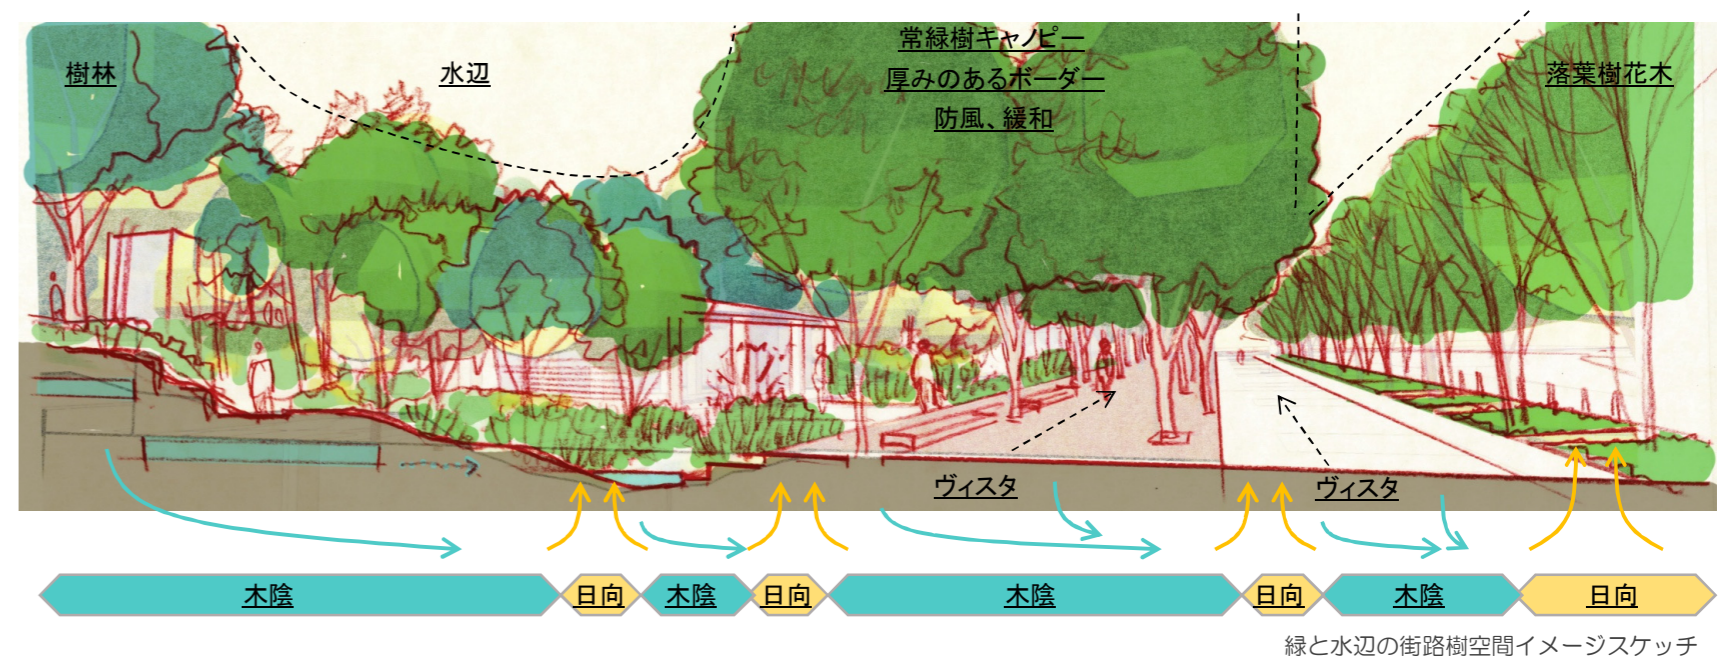 樹林
水辺
常緑樹キャノピー
厚みのあるボーダー
防風、緩和
落葉樹花木
ヴィスタ
ヴィスタ
木陰
日向
木陰
日向
木陰
日向
木陰
日向
緑と水辺の街路樹空間イメージスケッチ